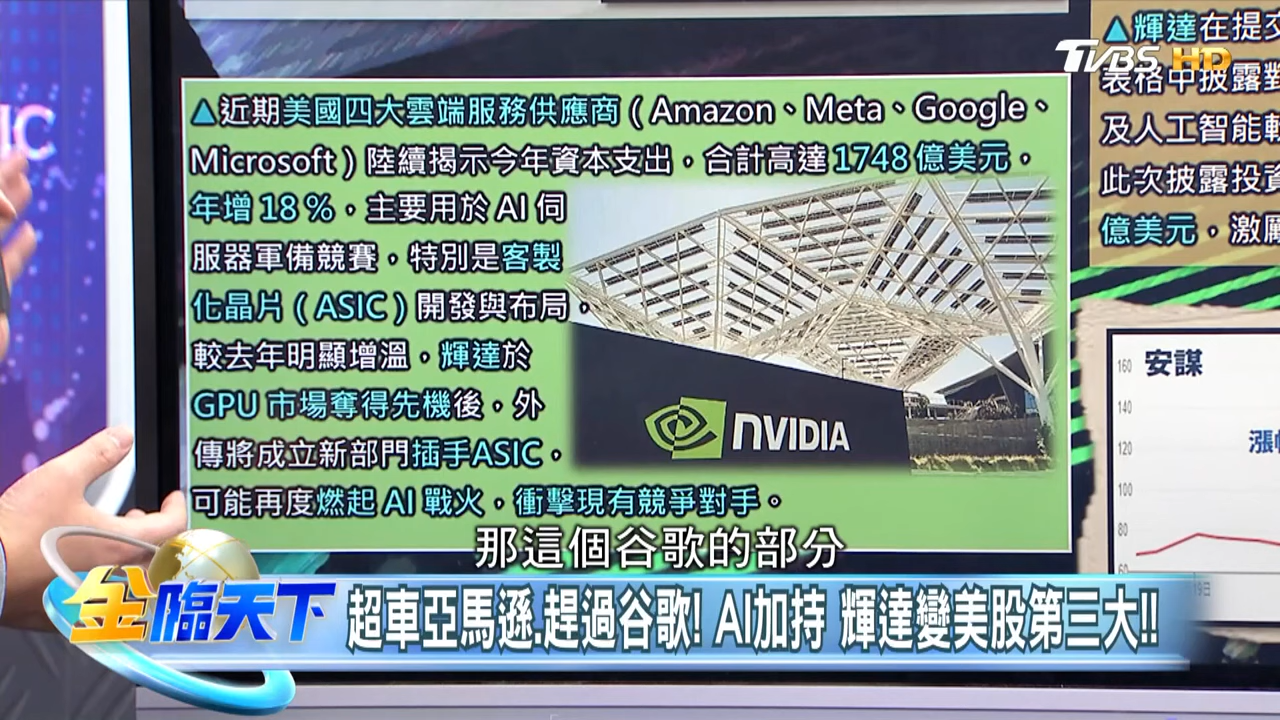 ▲近期美國四大雲端服務供應商(Amazon、Meta、Google、
Microsoft)陸續揭示今年資本支出,合計高達1748億美元,
年增18%,主要用於AI伺
服器軍備競賽,特別是客製
化晶片(ASIC)開發與布局,
較去年明顯增溫,輝達於
GPU市場奪得先機後,外
傳將成立新部門插手ASIC,
可能再度燃起AI戰火,衝擊現有競爭對手。
NVIDIA
▲輝達在提交
表格中披露對
及人工智能軟
此次披露投資
億美元,激勵
TVBS HD
安謀
160
140
120
100
80
60
漲
IC
那這個谷歌的部分
金臨天下
超車亞馬遜.趕過谷歌! AI加持 輝達變美股第三大!!